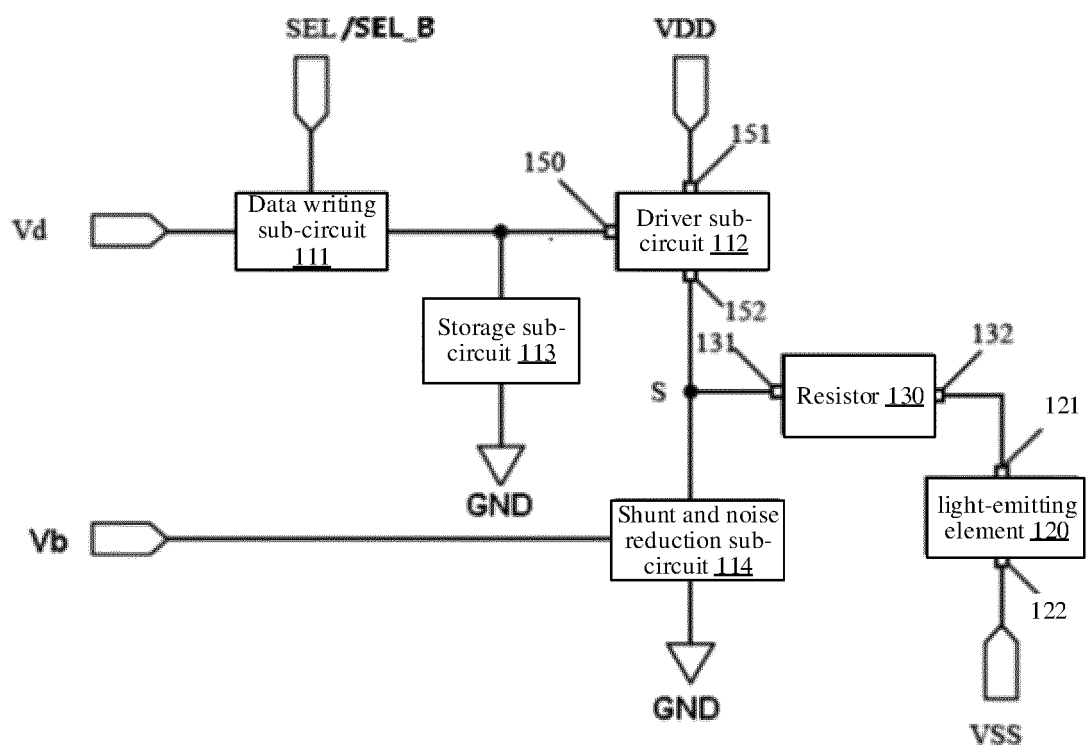 SEL /SEL_B
VDD
151
150
Vd
Data writing
sub-circuit
111
Driver sub-
circuit 112
152
Storage sub-
circuit 113
131
132
S
Resistor 130
121
GND
light-emitting
element 120
Vb
Shunt and noise
reduction sub-
circuit 114
122
GND
VSS